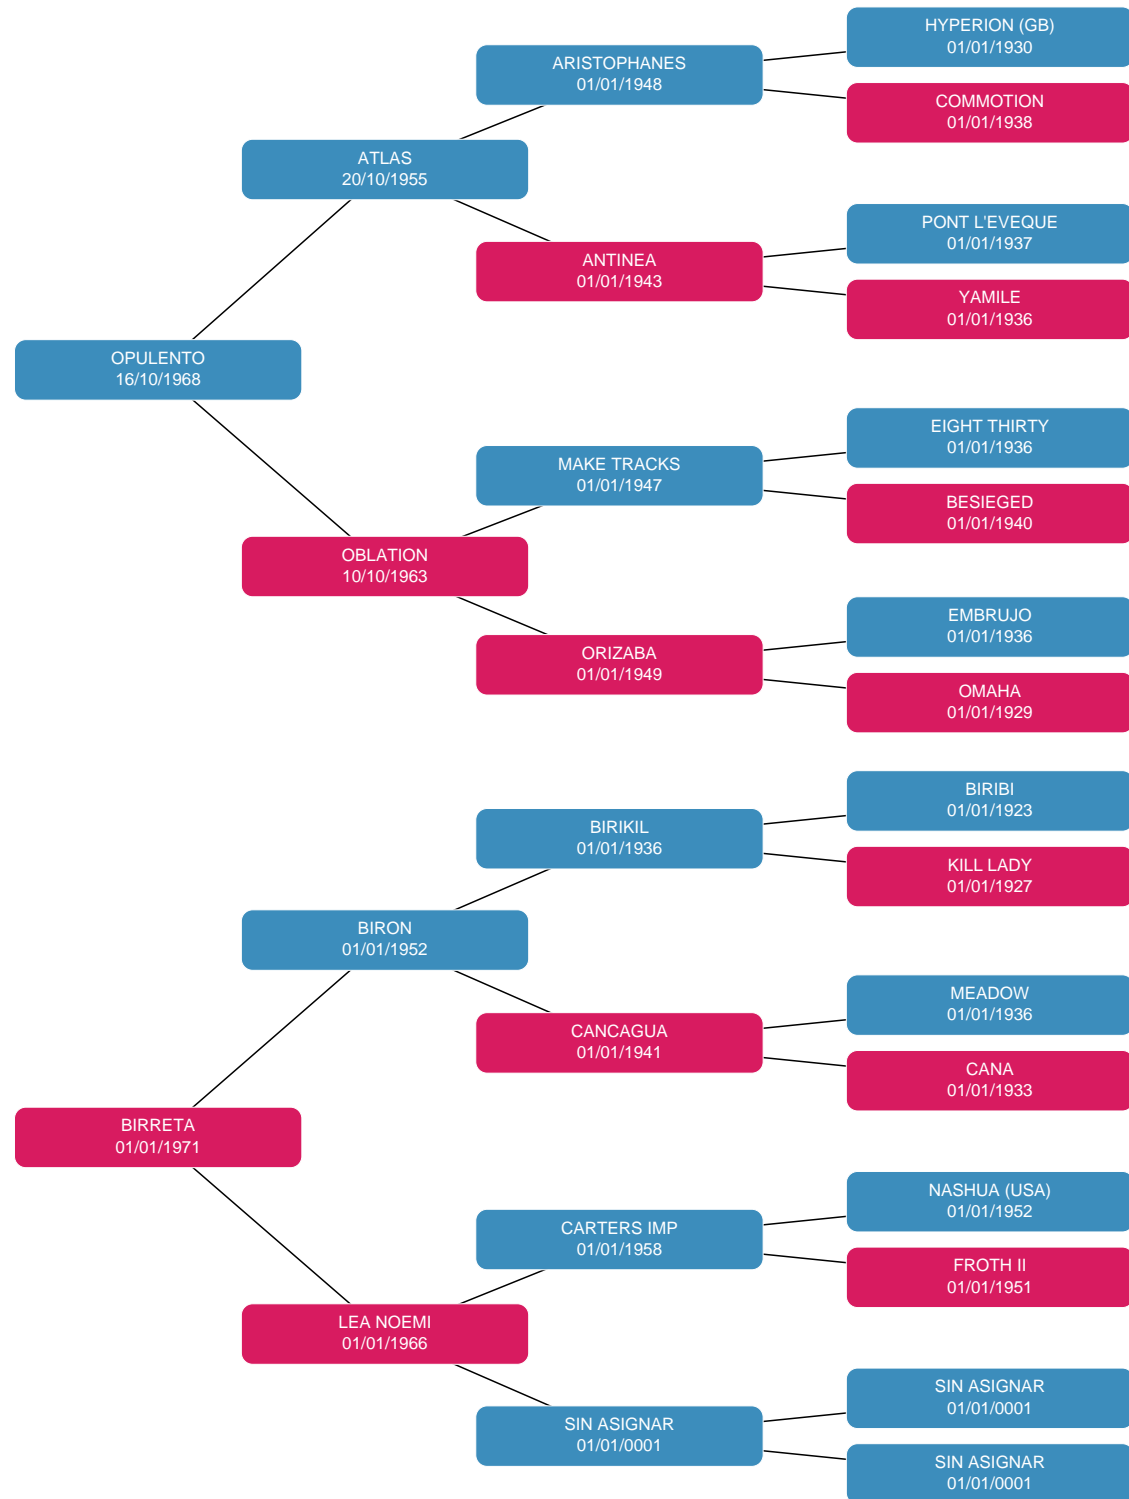 HYPERION (GB)
01/01/1930
ARISTOPHANES
01/01/1948
COMMOTION
01/01/1938
ATLAS
20/10/1955
PONT L'EVEQUE
01/01/1937
ANTINEA
01/01/1943
YAMILE
01/01/1936
OPULENTO
16/10/1968
EIGHT THIRTY
01/01/1936
MAKE TRACKS
01/01/1947
BESIEGED
01/01/1940
OBLATION
10/10/1963
EMBRUJO
01/01/1936
ORIZABA
01/01/1949
OMAHA
01/01/1929
BIRIBI
01/01/1923
BIRIKIL
01/01/1936
KILL LADY
01/01/1927
BIRON
01/01/1952
MEADOW
01/01/1936
CANCAGUA
01/01/1941
CANA
01/01/1933
BIRRETA
01/01/1971
NASHUA (USA)
01/01/1952
CARTERS IMP
01/01/1958
FROTH II
01/01/1951
LEA NOEMI
01/01/1966
SIN ASIGNAR
01/01/0001
SIN ASIGNAR
01/01/0001
SIN ASIGNAR
01/01/0001